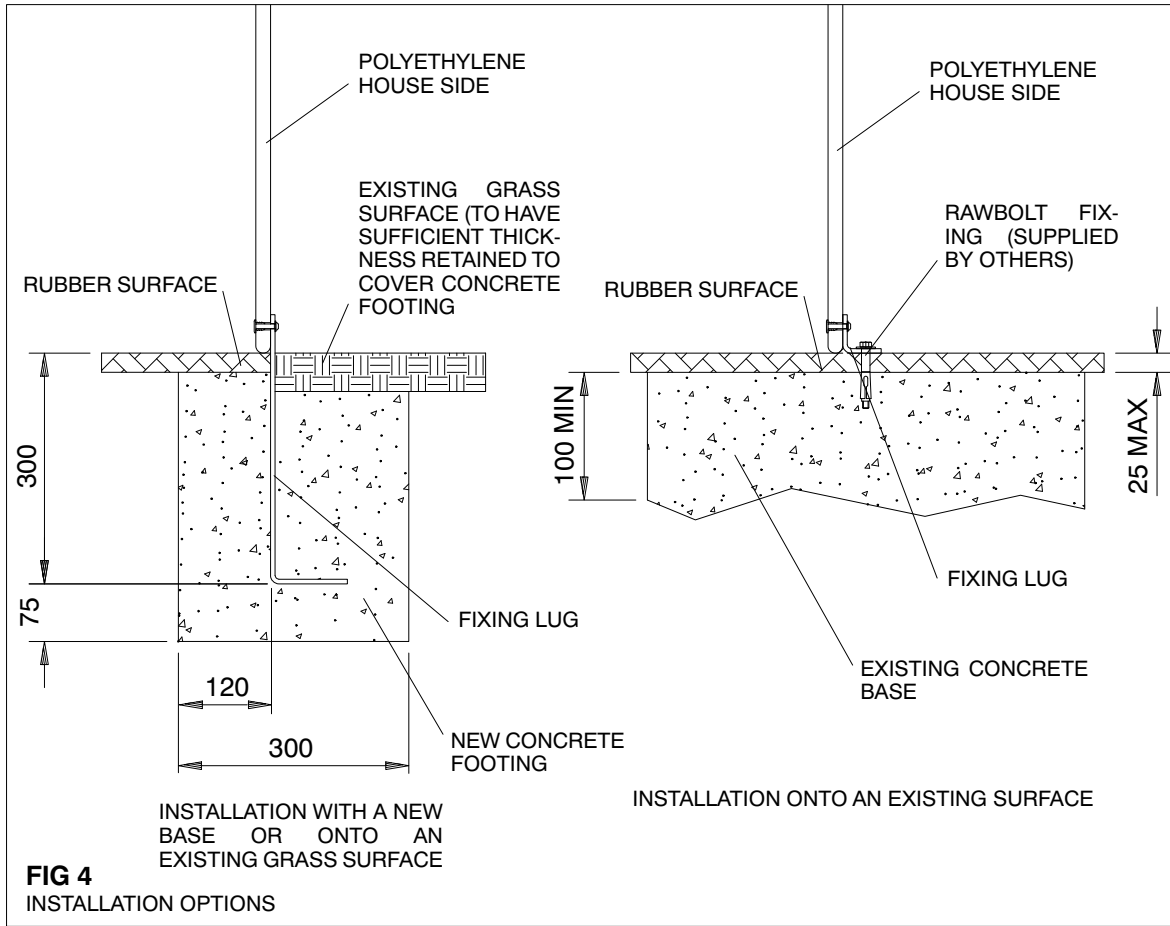 POLYETHYLENE
HOUSE SIDE
EXISTING GRASS
SURFACE (TO HAVE
SUFFICIENT THICK-
NESS RETAINED TO
COVER CONCRETE
FOOTING
RUBBER SURFACE
300
75
120
300
FIXING LUG
NEW CONCRETE
FOOTING
INSTALLATION WITH A NEW
BASE OR ONTO AN
EXISTING GRASS SURFACE
POLYETHYLENE
HOUSE SIDE
RAWBOLT FIX-
ING (SUPPLIED
BY OTHERS)
RUBBER SURFACE
100 MIN
25 MAX
FIXING LUG
EXISTING CONCRETE
BASE
INSTALLATION ONTO AN EXISTING SURFACE
FIG 4
INSTALLATION OPTIONS